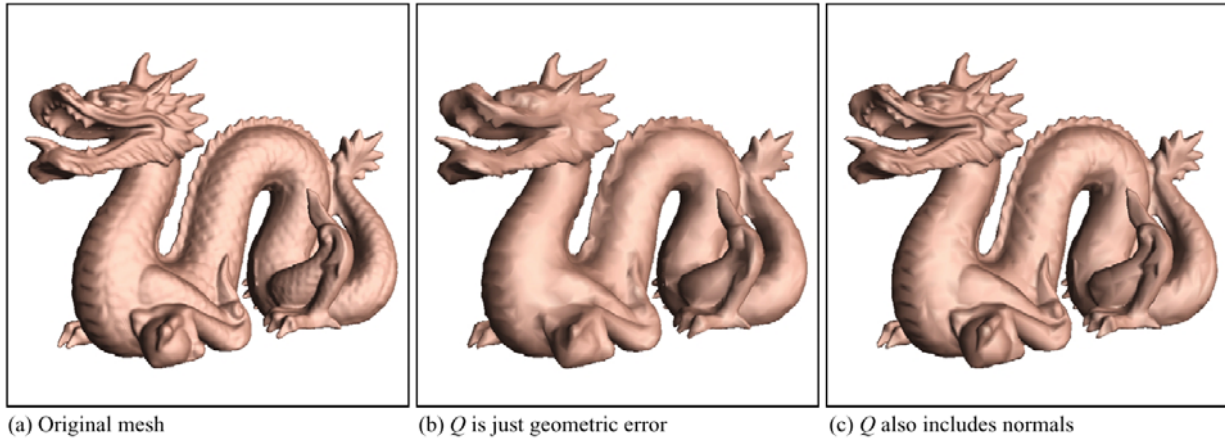 (a) Original mesh
(b) Q is just geometric error
(c) Q also includes normals